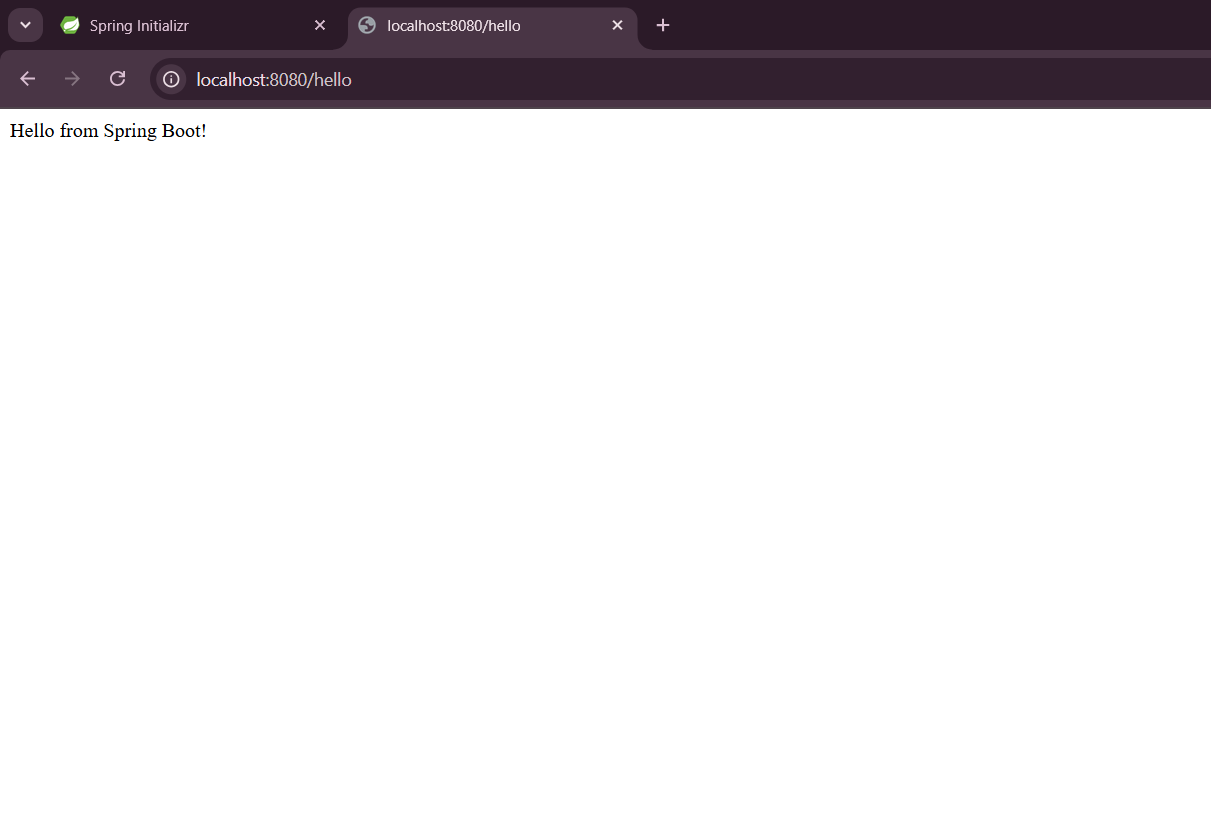 Spring Initializr
localhost:8080/hello
localhost:8080/hello
Hello from Spring Boot!